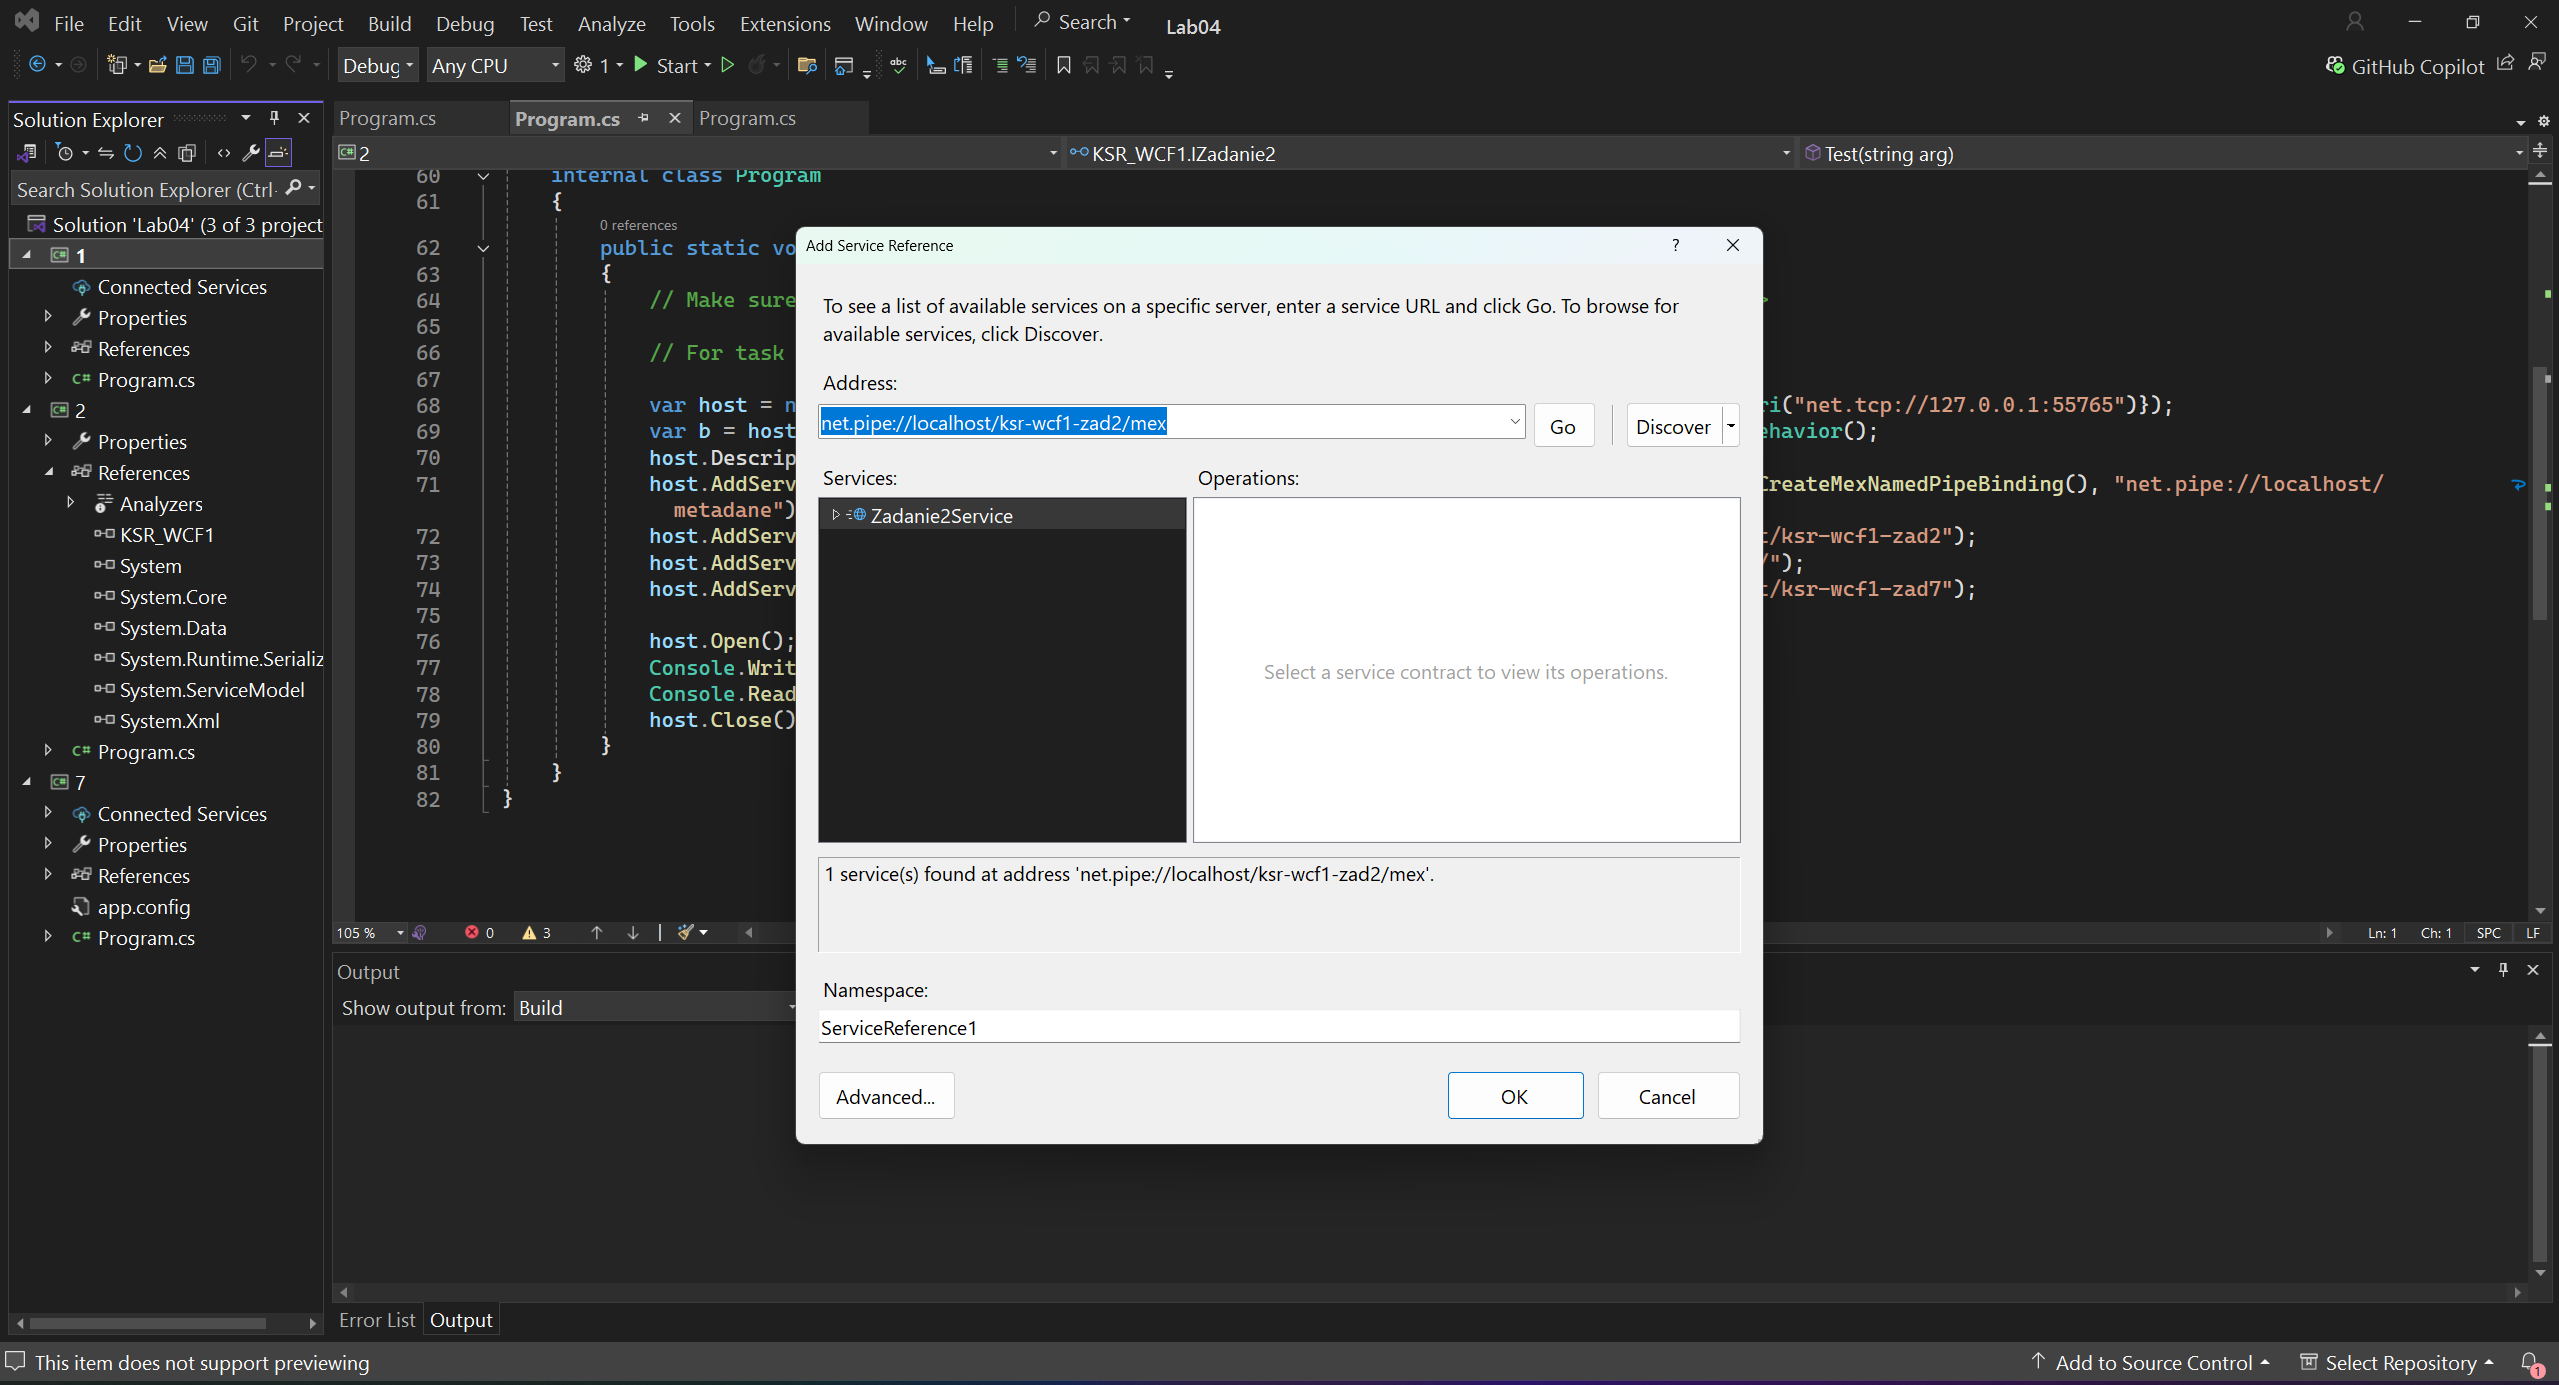 File Edit View Git Project Build Debug Test Analyze Tools Extensions Window Help Search Lab04
Debug Any CPU 1 Start GitHub Copilot
Solution Explorer
Search Solution Explorer (Ctrl-
Solution 'Lab04' (3 of 3 project
1
Connected Services
Properties
References
C# Program.cs
2
Properties
References
Analyzers
KSR_WCF1
System
System.Core
System.Data
System.Runtime.Serializ
System.ServiceModel
System.Xml
C# Program.cs
7
Connected Services
Properties
References
app.config
C# Program.cs
Program.cs Program.cs Program.cs
2 KSR_WCF1.IZadanie2 Test(string arg)
60 internal class Program
61 {
0 references
62 public static vo
63 {
64 // Make sure >
65
66 // For task
67
68 var host = n ri("net.tcp://127.0.0.1:55765")});
69 var b = host ehavior();
70 host.Descrip
71 host.AddServ CreateMexNamedPipeBinding(), "net.pipe://localhost/
metadane")
72 host.AddServ t/ksr-wcf1-zad2");
73 host.AddServ /");
74 host.AddServ t/ksr-wcf1-zad7");
75
76 host.Open();
77 Console.Writ
78 Console.Read
79 host.Close()
80 }
81 }
82 }
105 % 0 3 Ln: 1 Ch: 1 SPC LF
Add Service Reference ?
To see a list of available services on a specific server, enter a service URL and click Go. To browse for
available services, click Discover.
Address:
net.pipe://localhost/ksr-wcf1-zad2/mex Go Discover
Services: Operations:
Zadanie2Service
Select a service contract to view its operations.
1 service(s) found at address 'net.pipe://localhost/ksr-wcf1-zad2/mex'.
Namespace:
ServiceReference1
Advanced... OK Cancel
Output
Show output from: Build
Error List Output
This item does not support previewing Add to Source Control Select Repository 1